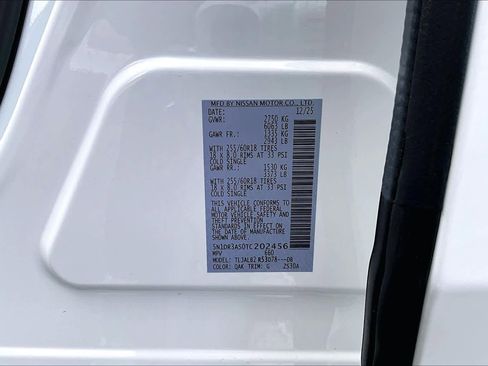 MFD BY NISSAN MOTOR CO., LTD.
DATE: 12/25
GVWR: 2750 KG
6062 LB
GAWR FR.: 1335 KG
2943 LB
WITH 255/60R18 TIRES
18 x 8.0 RIMS AT 33 PSI
COLD SINGLE
GAWR RR.: 1530 KG
3373 LB
WITH 255/60R18 TIRES
18 x 8.0 RIMS AT 33 PSI
COLD SINGLE
THIS VEHICLE CONFORMS TO
ALL APPLICABLE FEDERAL MOTOR
VEHICLE SAFETY AND THEFT PREVENTION
STANDARDS IN EFFECT ON THE
DATE OF MANUFACTURE SHOWN
ABOVE.
5N1DR3AS0TC202456
MPV
MODEL: R53D78---DB
COLOR: QAK TRIM: G